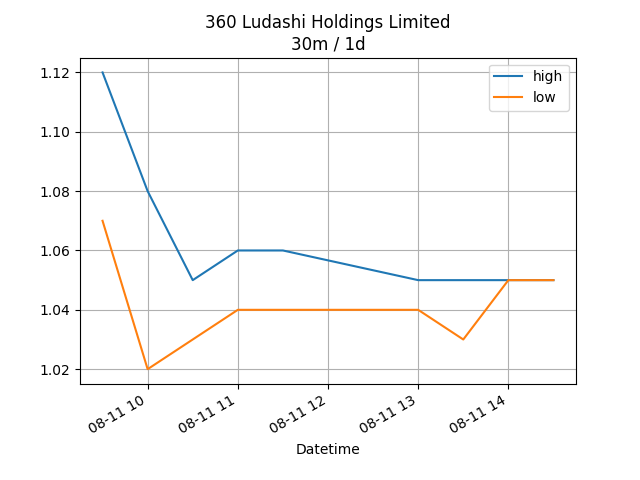 360 Ludashi Holdings Limited
30m / 1d
high
low
1.12
1.10
1.08
1.06
1.04
1.02
08-11 10
08-11 11
08-11 12
08-11 13
08-11 14
Datetime